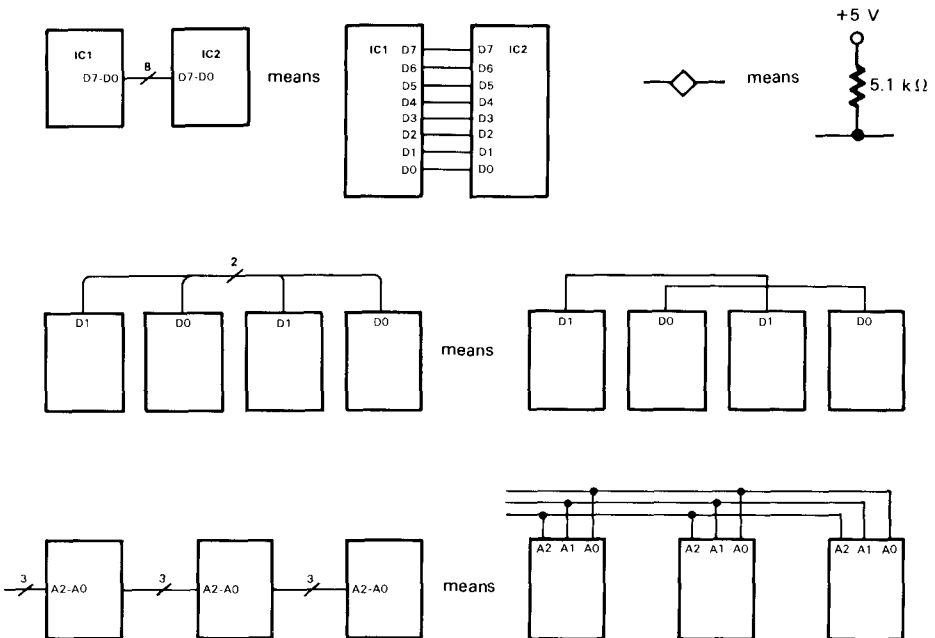 +5 V
IC1
D7-D0
8
IC2
D7-D0
means
IC1
D7
D6
D5
D4
D3
D2
D1
D0
D7
D6
D5
D4
D3
D2
D1
D0
IC2
means
5.1 kΩ
2
D1
D0
D1
D0
means
D1
D0
D1
D0
3
A2-A0
3
A2-A0
3
A2-A0
means
A2 A1 A0
A2 A1 A0
A2 A1 A0